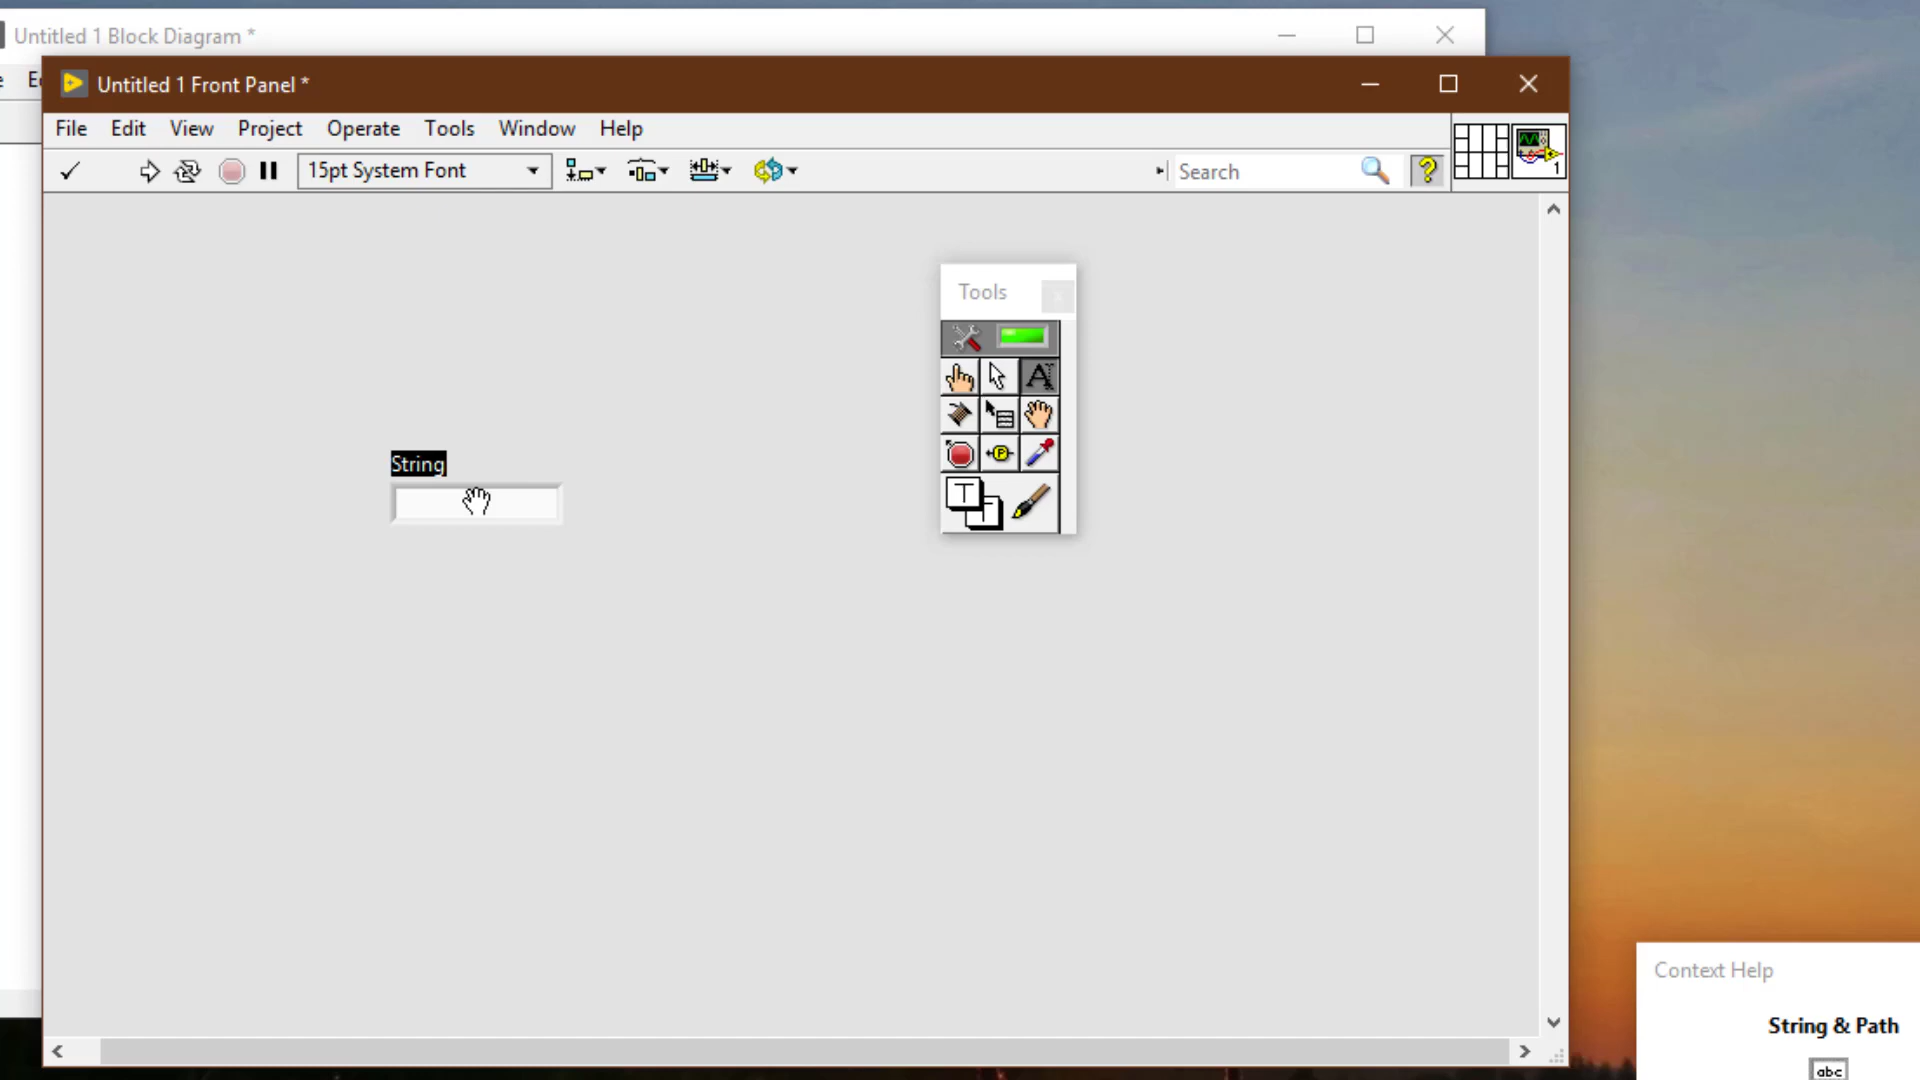 Untitled 1 Block Diagram *
Untitled 1 Front Panel *
File Edit View Project Operate Tools Window Help
15pt System Font
Search
?
1
Tools
A
String
P
T
Context Help
String & Path
abc